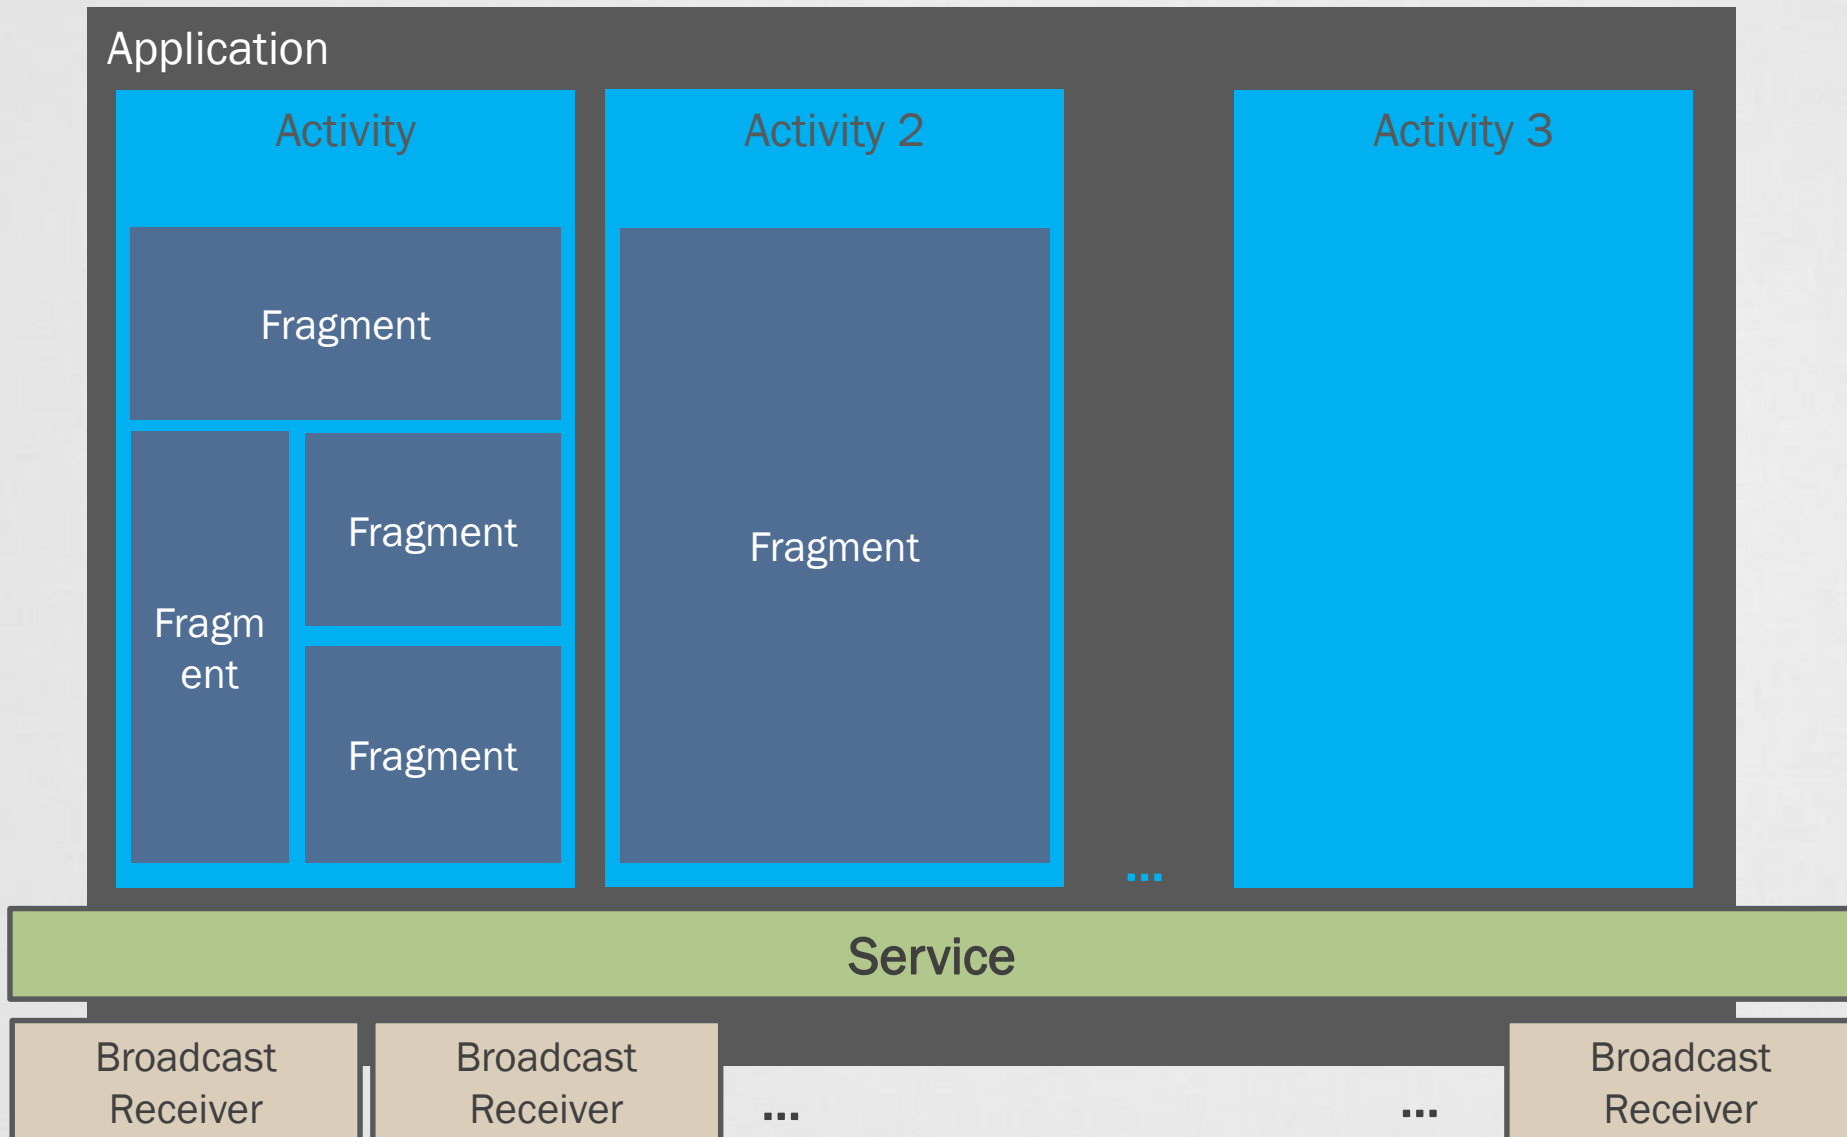 Application
Activity
Activity 2
Activity 3
Fragment
Fragm
ent
Fragment
Fragment
Fragment
...
Service
Broadcast
Receiver
Broadcast
Receiver
...
...
Broadcast
Receiver